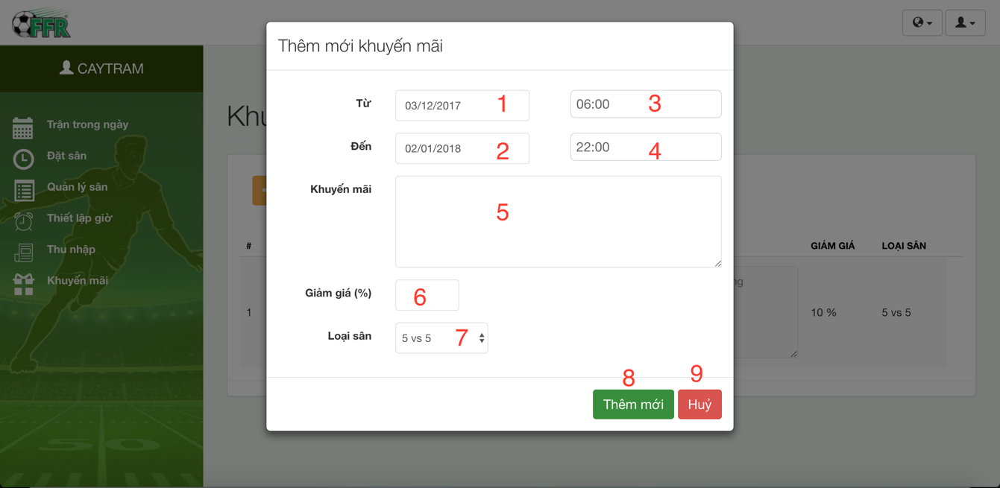 FFR
CAYTRAM
Trận trong ngày
Đặt sân
Quản lý sân
Thiết lập giờ
Thu nhập
Khuyến mãi
Khu
Thêm mới khuyến mãi
Từ 03/12/2017 1 06:00 3
Đến 02/01/2018 2 22:00 4
Khuyến mãi 5
Giảm giá (%) 6
Loại sân 5 vs 5 7
8 9
Thêm mới Huỷ
# GIẢM GIÁ LOẠI SÂN
1 ng 10 % 5 vs 5
50